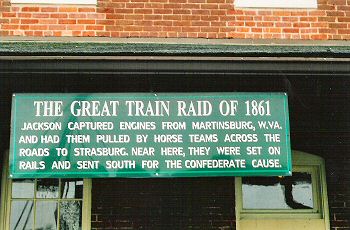 THE GREAT TRAIN RAID OF 1861
JACKSON CAPTURED ENGINES FROM MARTINSBURG, W.VA.
AND HAD THEM PULLED BY HORSE TEAMS ACROSS THE
ROADS TO STRASBURG. NEAR HERE, THEY WERE SET ON
RAILS AND SENT SOUTH FOR THE CONFEDERATE CAUSE.